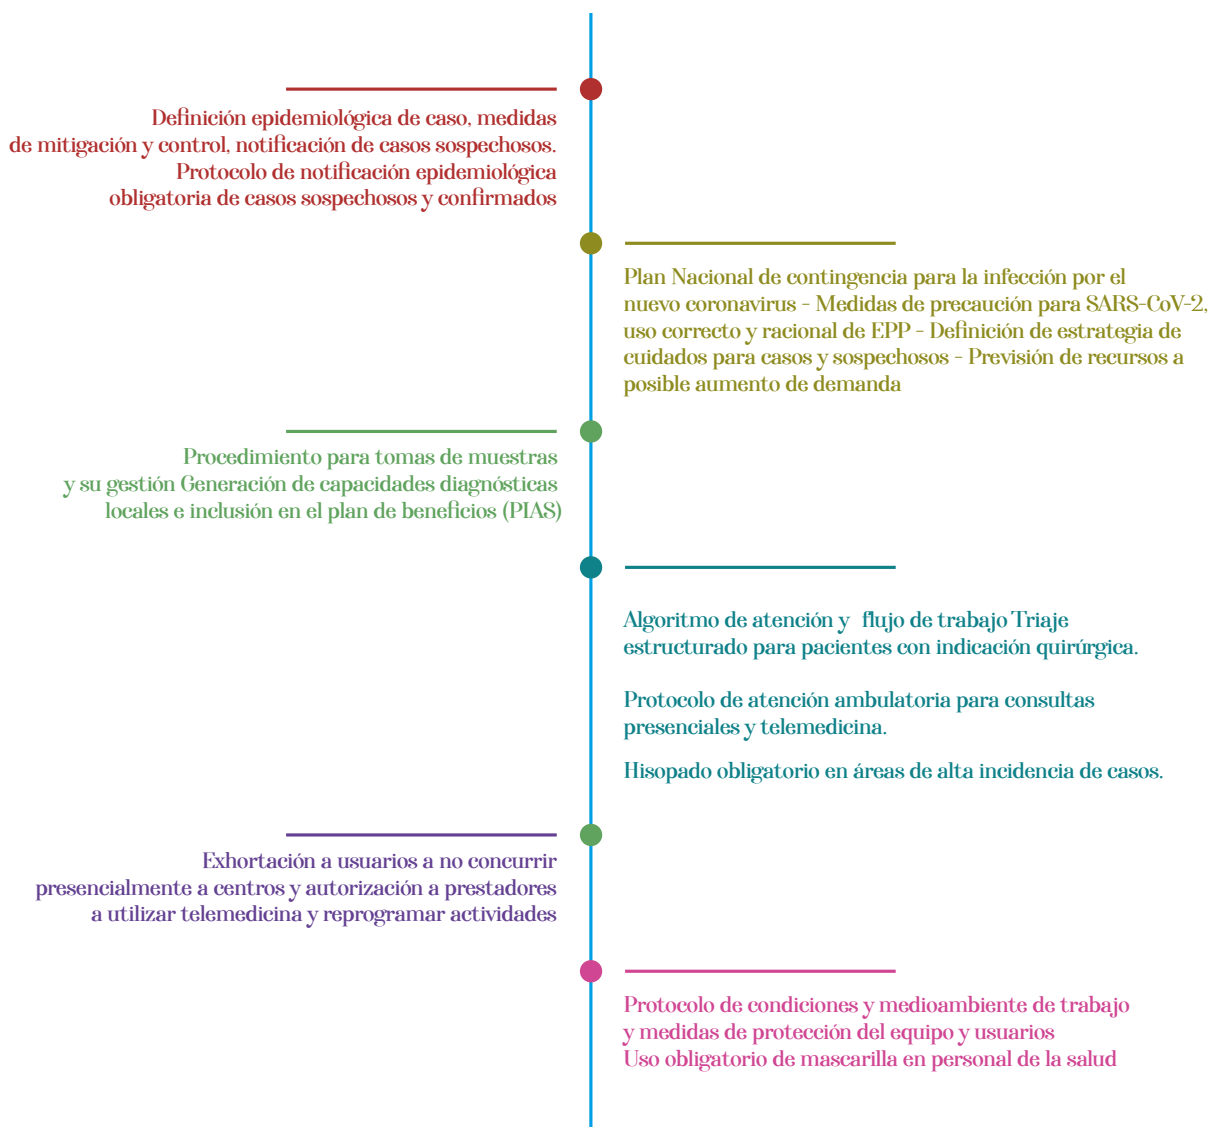 Definición epidemiológica de caso, medidas
de mitigación y control, notificación de casos sospechosos.
Protocolo de notificación epidemiológica
obligatoria de casos sospechosos y confirmados
Plan Nacional de contingencia para la infección por el
nuevo coronavirus - Medidas de precaución para SARS-CoV-2,
uso correcto y racional de EPP - Definición de estrategia de
cuidados para casos y sospechosos - Previsión de recursos a
posible aumento de demanda
Procedimiento para tomas de muestras
y su gestión Generación de capacidades diagnósticas
locales e inclusión en el plan de beneficios (PIAS)
Algoritmo de atención y flujo de trabajo Triaje
estructurado para pacientes con indicación quirúrgica.
Protocolo de atención ambulatoria para consultas
presenciales y telemedicina.
Hisopado obligatorio en áreas de alta incidencia de casos.
Exhortación a usuarios a no concurrir
presencialmente a centros y autorización a prestadores
a utilizar telemedicina y reprogramar actividades
Protocolo de condiciones y medioambiente de trabajo
y medidas de protección del equipo y usuarios
Uso obligatorio de mascarilla en personal de la salud